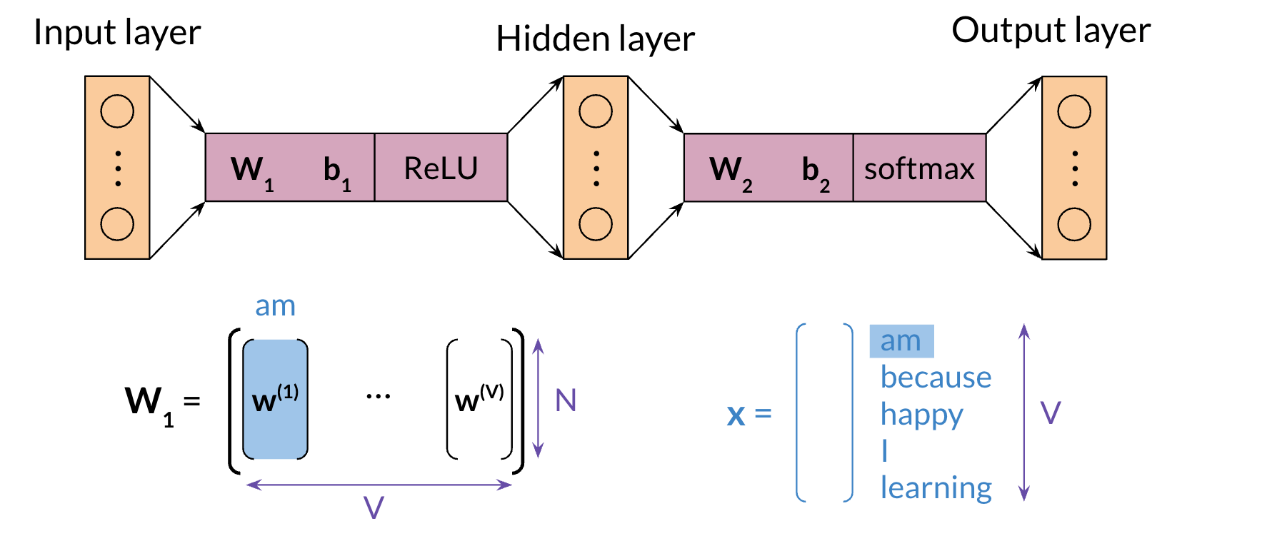 Input layer
Hidden layer
Output layer
W1 b1 ReLU
W2 b2 softmax
am
W1 = w(1) ... w(V)
N
V
x =
am
because
happy
I
learning
V